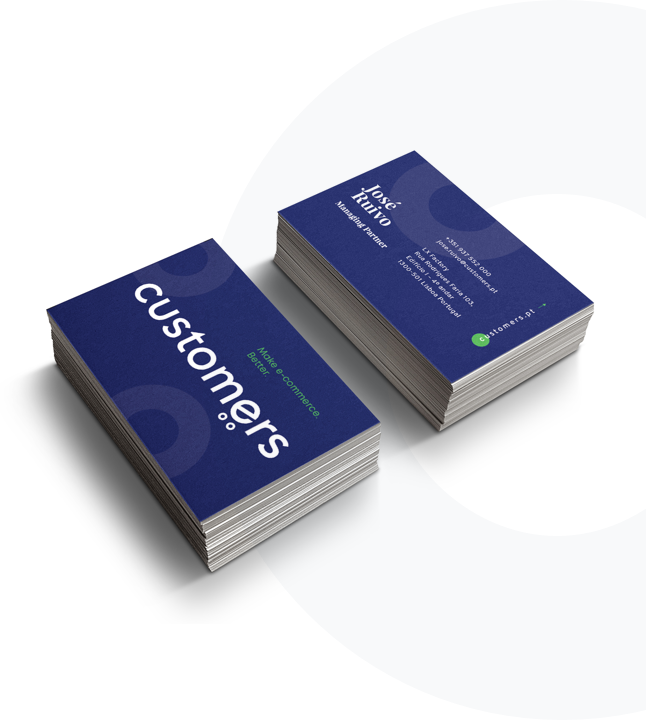 customers
Make e-commerce.
Better.
José
Ruivo
Managing Partner
+351 937 552 000
jose.ruivo@customers.pt
LX Factory
Rua Rodrigues Faria 103,
Edifício I - 4º andar
1300-501 Lisboa Portugal
customers.pt →